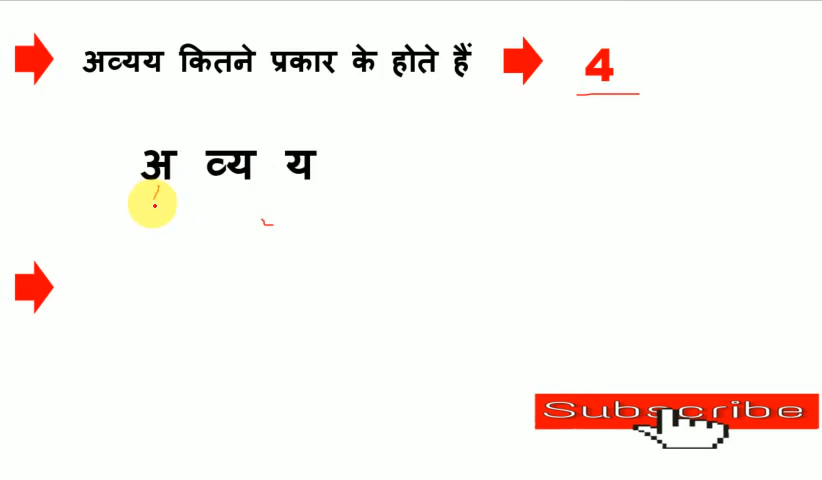 अव्यय कितने प्रकार के होते हैं 4
अ व्य य
Subscribe